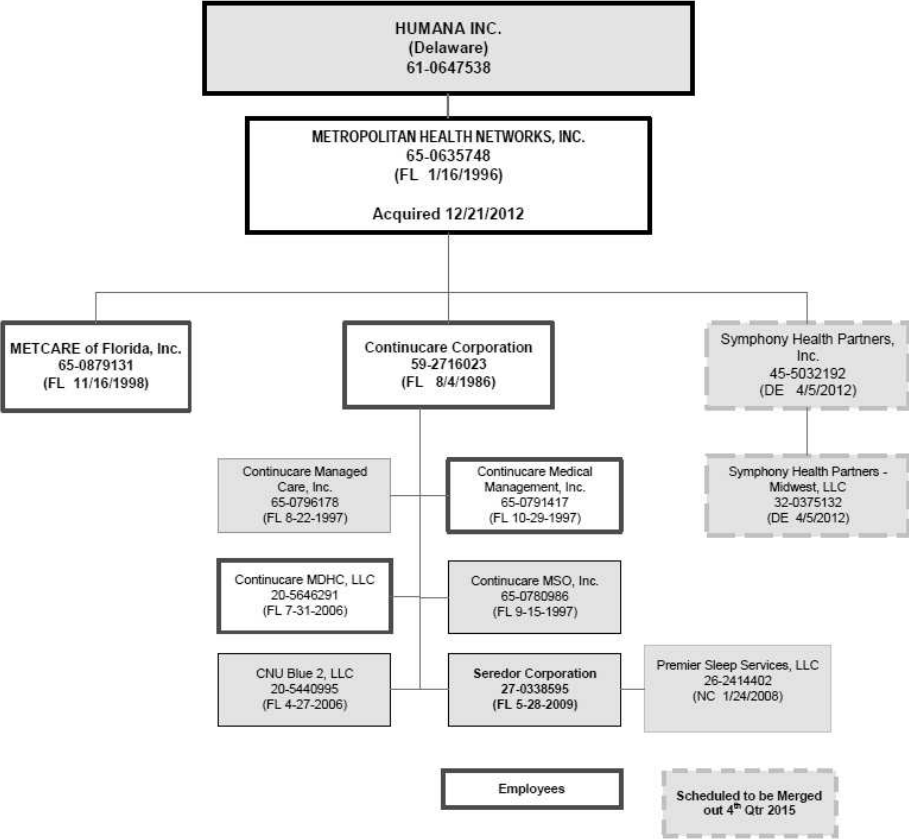 HUMANA INC.
(Delaware)
61-0647538
METROPOLITAN HEALTH NETWORKS, INC.
65-0635748
(FL 1/16/1996)
Acquired 12/21/2012
METCARE of Florida, Inc.
65-0879131
(FL 11/16/1998)
Continucare Corporation
59-2716023
(FL 8/4/1986)
Symphony Health Partners,
Inc.
45-5032192
(DE 4/5/2012)
Continucare Managed
Care, Inc.
65-0796178
(FL 8-22-1997)
Continucare Medical
Management, Inc.
65-0791417
(FL 10-29-1997)
Symphony Health Partners -
Midwest, LLC
32-0375132
(DE 4/5/2012)
Continucare MDHC, LLC
20-5646291
(FL 7-31-2006)
Continucare MSO, Inc.
65-0780986
(FL 9-15-1997)
CNU Blue 2, LLC
20-5440995
(FL 4-27-2006)
Seredor Corporation
27-0338595
(FL 5-28-2009)
Premier Sleep Services, LLC
26-2414402
(NC 1/24/2008)
Employees
Scheduled to be Merged
out 4th Qtr 2015